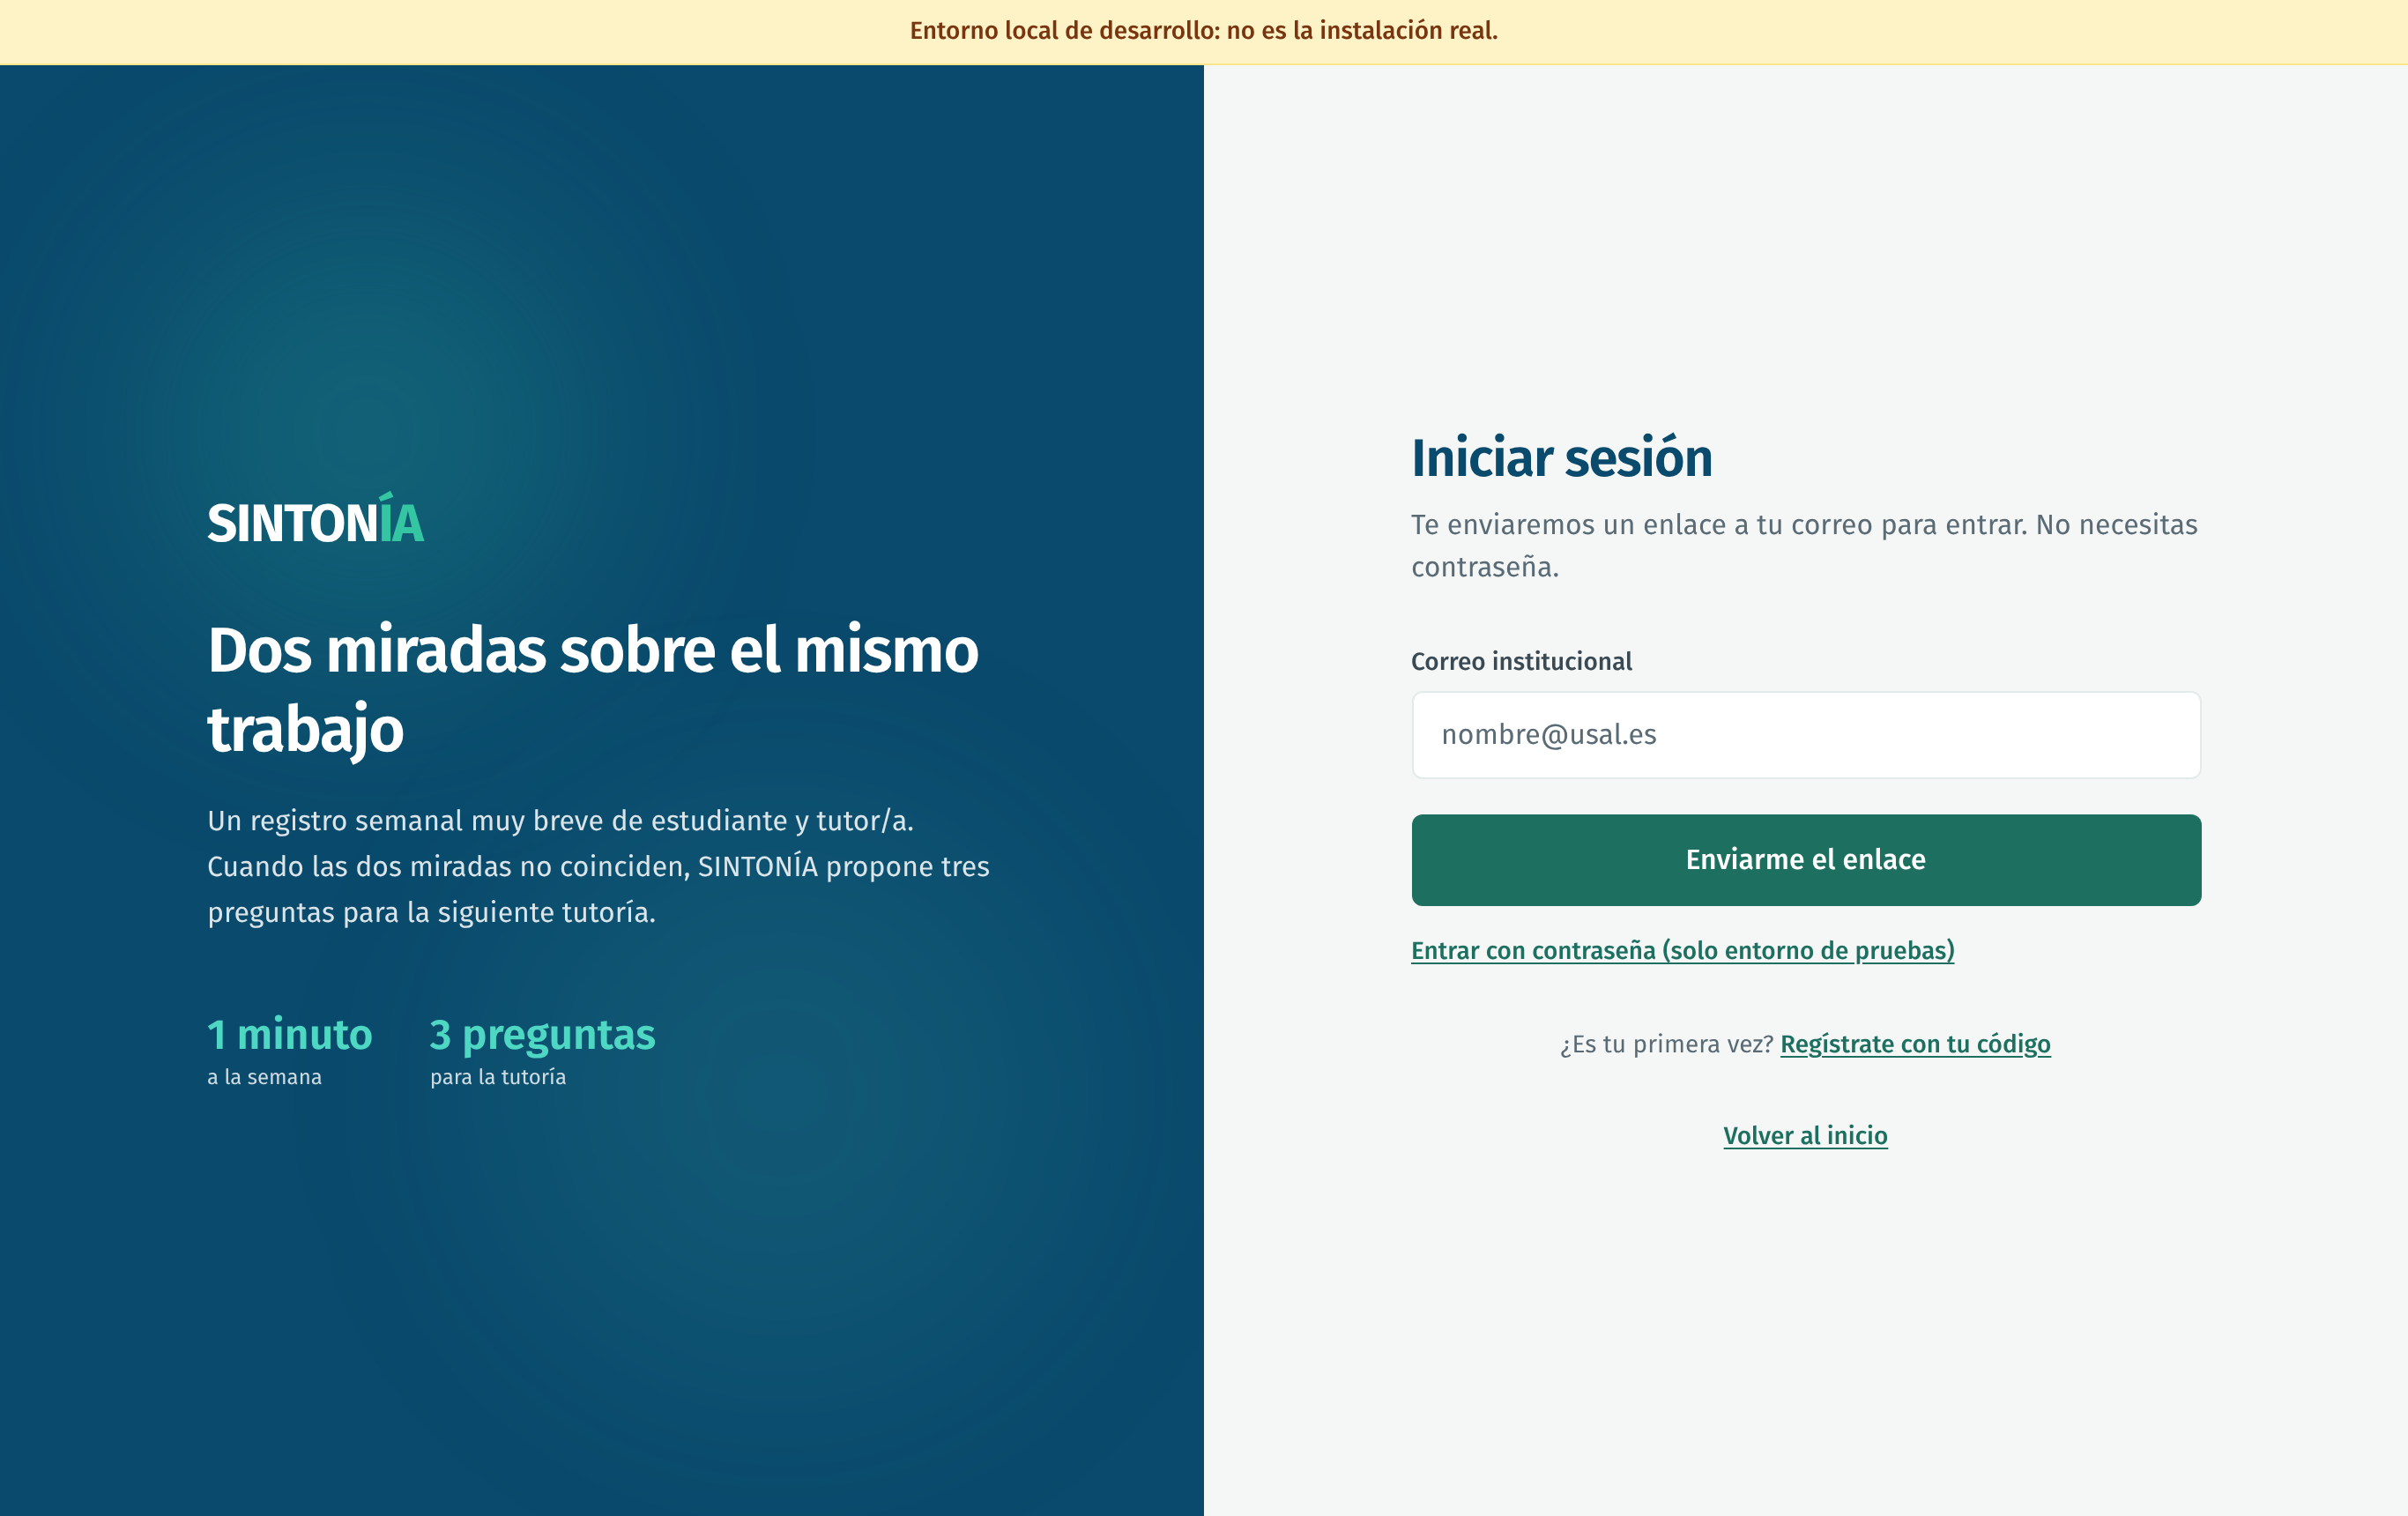 Entorno local de desarrollo: no es la instalación real.
SINTONÍA
Dos miradas sobre el mismo
trabajo
Un registro semanal muy breve de estudiante y tutor/a.
Cuando las dos miradas no coinciden, SINTONÍA propone tres
preguntas para la siguiente tutoría.
1 minuto
a la semana
3 preguntas
para la tutoría
Iniciar sesión
Te enviaremos un enlace a tu correo para entrar. No necesitas
contraseña.
Correo institucional
nombre@usal.es
Enviarme el enlace
Entrar con contraseña (solo entorno de pruebas)
¿Es tu primera vez? Regístrate con tu código
Volver al inicio